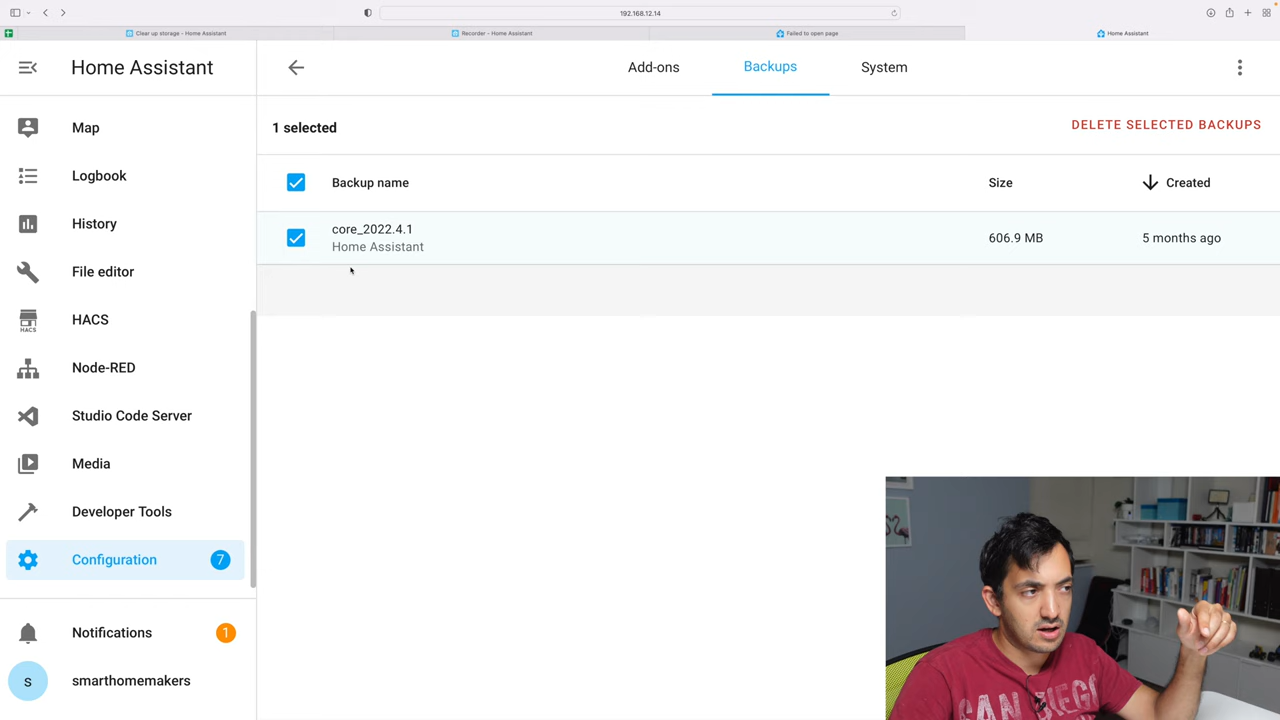 192.168.12.14
Clear up storage - Home Assistant
Recorder - Home Assistant
Failed to open page
Home Assistant
Home Assistant
Add-ons
Backups
System
1 selected
DELETE SELECTED BACKUPS
Backup name
Size
Created
core_2022.4.1
Home Assistant
606.9 MB
5 months ago
Map
Logbook
History
File editor
HACS
HACS
Node-RED
Studio Code Server
Media
Developer Tools
Configuration
7
Notifications
1
s
smarthomemakers
SAN DIEGO